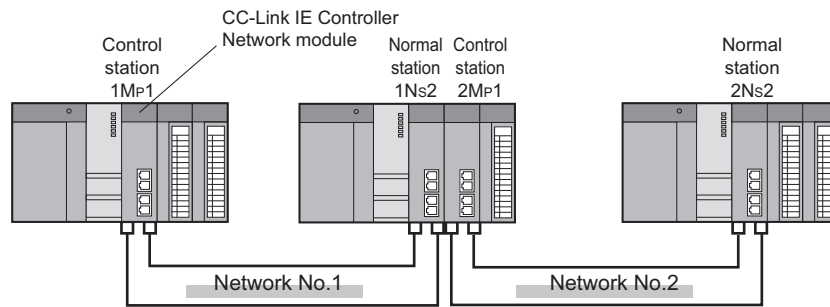 CC-Link IE Controller
Network module
Control
station
1MP1
Normal
station
1NS2
Control
station
2MP1
Normal
station
2NS2
Network No.1
Network No.2